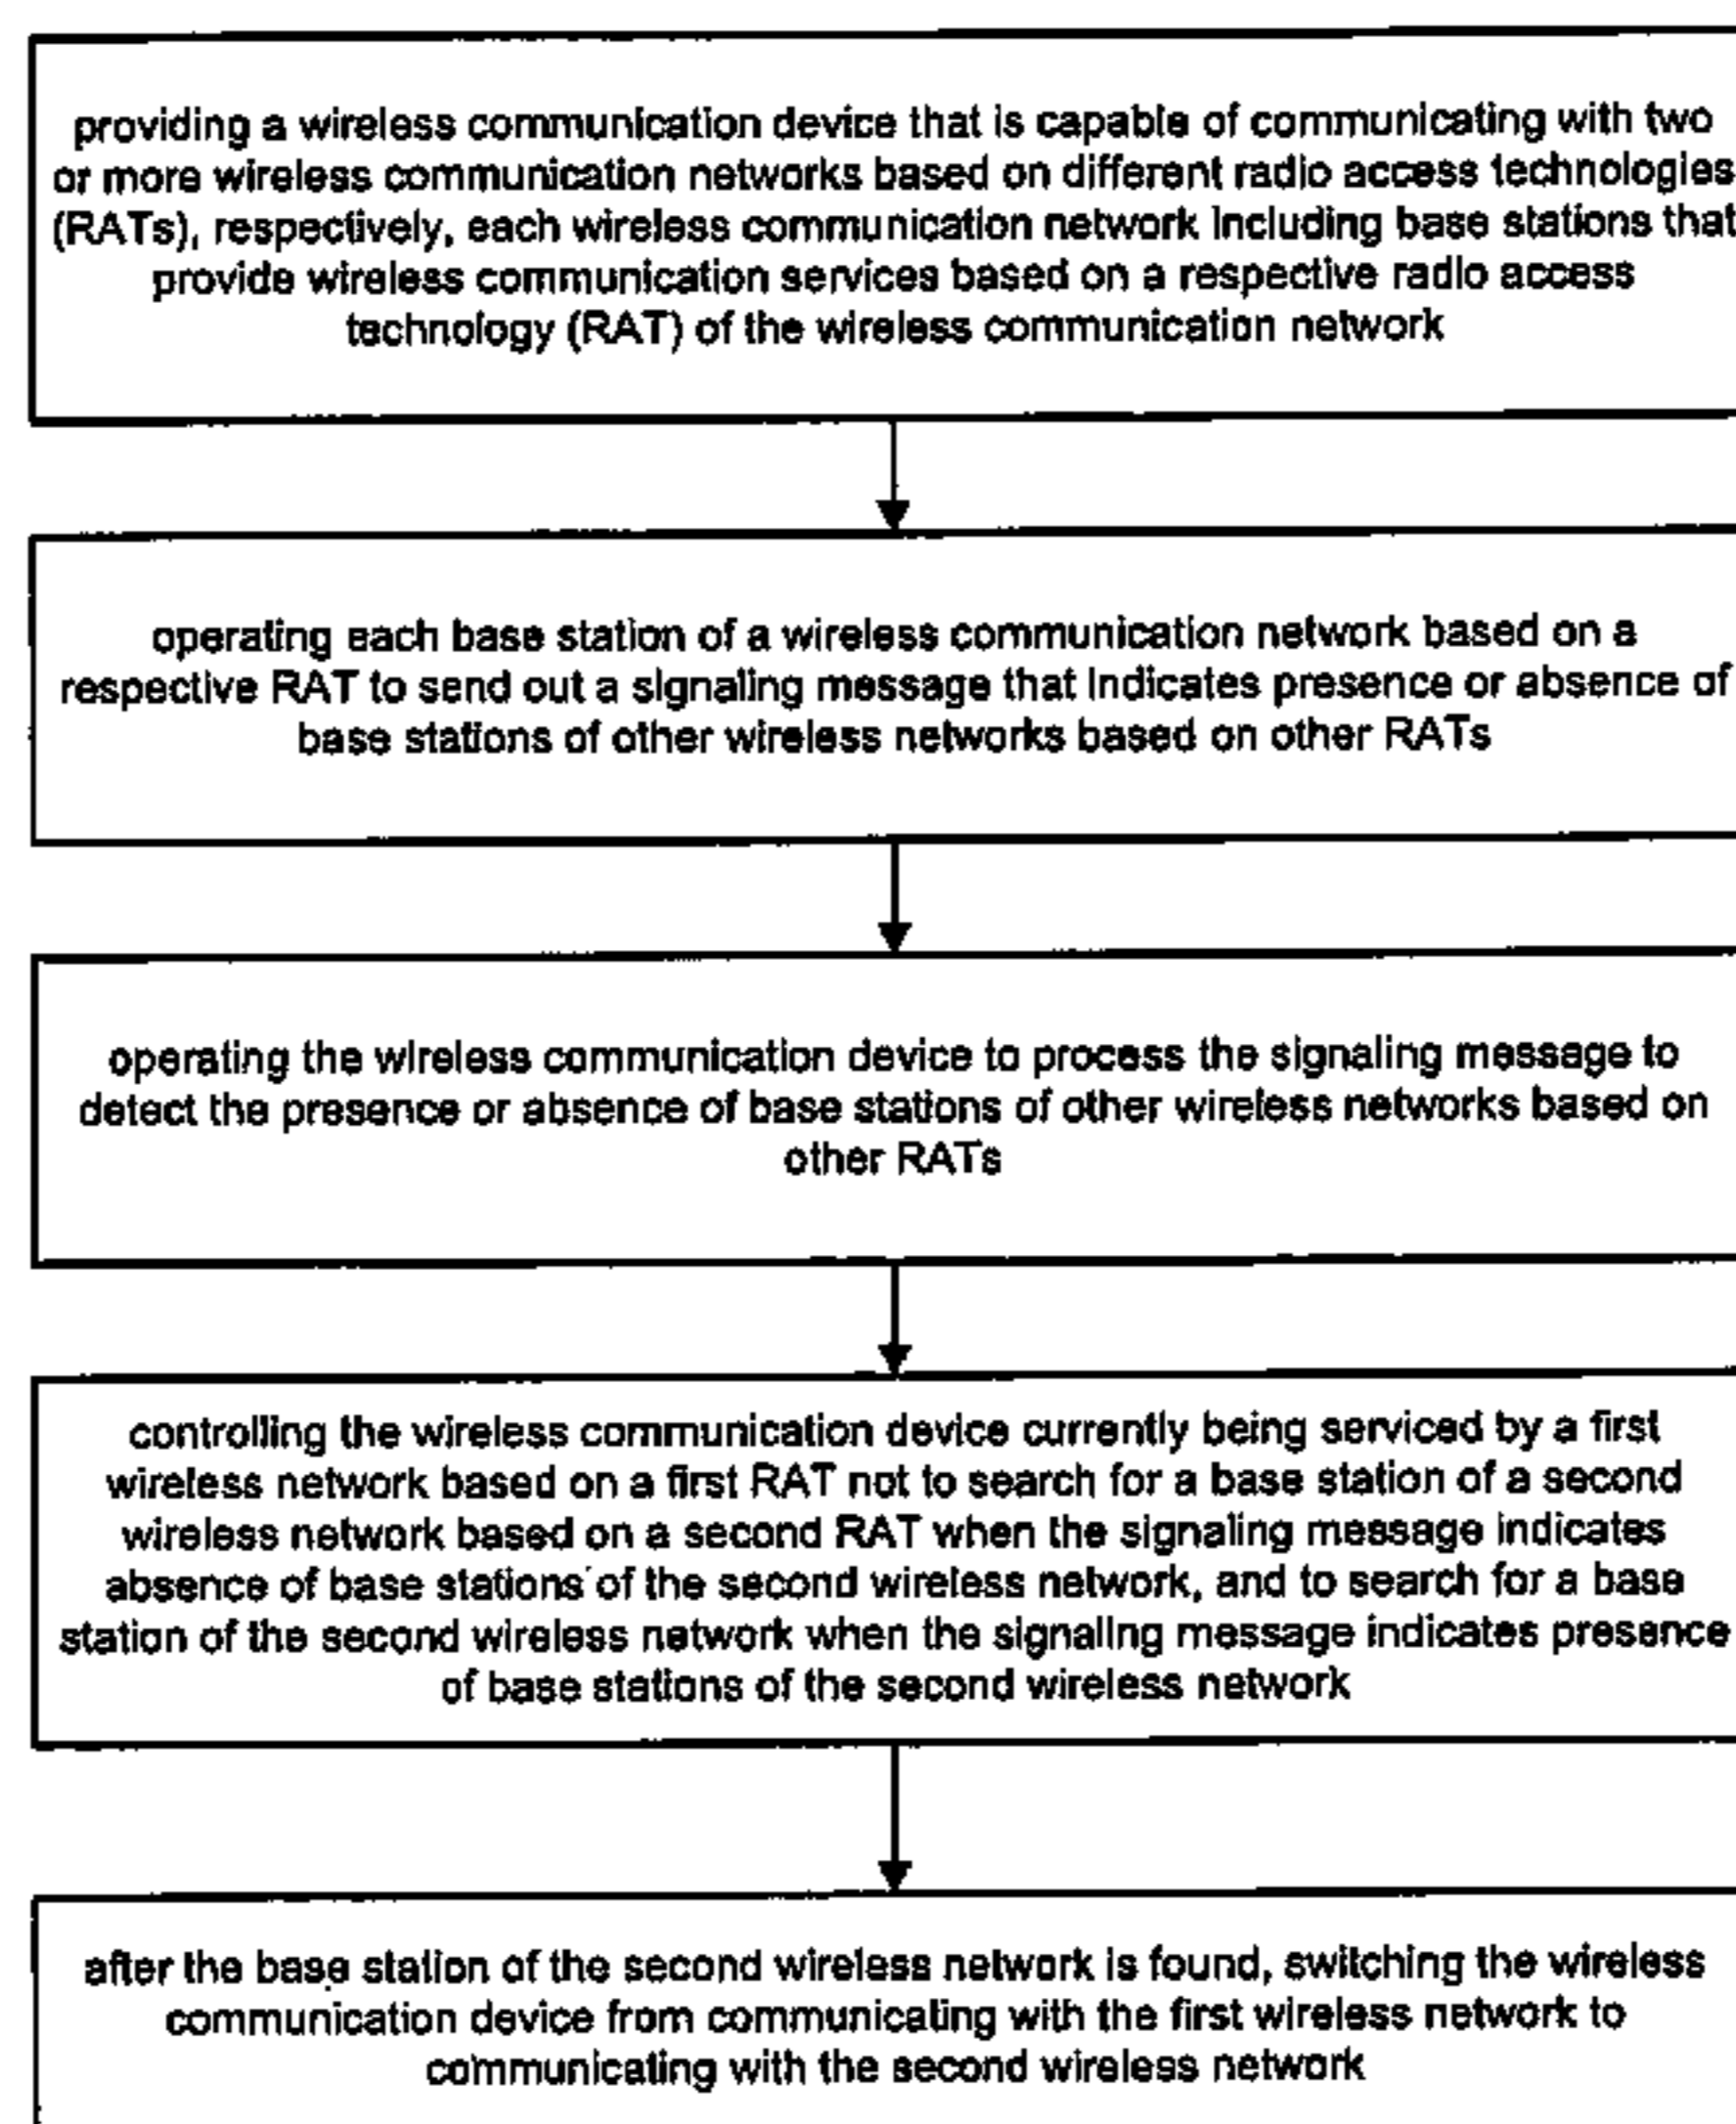 providing a wireless communication device that is capable of communicating with two
or more wireless communication networks based on different radio access technologies
(RATs), respectively, each wireless communication network including base stations that
provide wireless communication services based on a respective radio access
technology (RAT) of the wireless communication network
operating each base station of a wireless communication network based on a
respective RAT to send out a signaling message that indicates presence or absence of
base stations of other wireless networks based on other RATs
operating the wireless communication device to process the signaling message to
detect the presence or absence of base stations of other wireless networks based on
other RATs
controlling the wireless communication device currently being serviced by a first
wireless network based on a first RAT not to search for a base station of a second
wireless network based on a second RAT when the signaling message indicates
absence of base stations of the second wireless network, and to search for a base
station of the second wireless network when the signaling message indicates presence
of base stations of the second wireless network
after the base station of the second wireless network is found, switching the wireless
communication device from communicating with the first wireless network to
communicating with the second wireless network